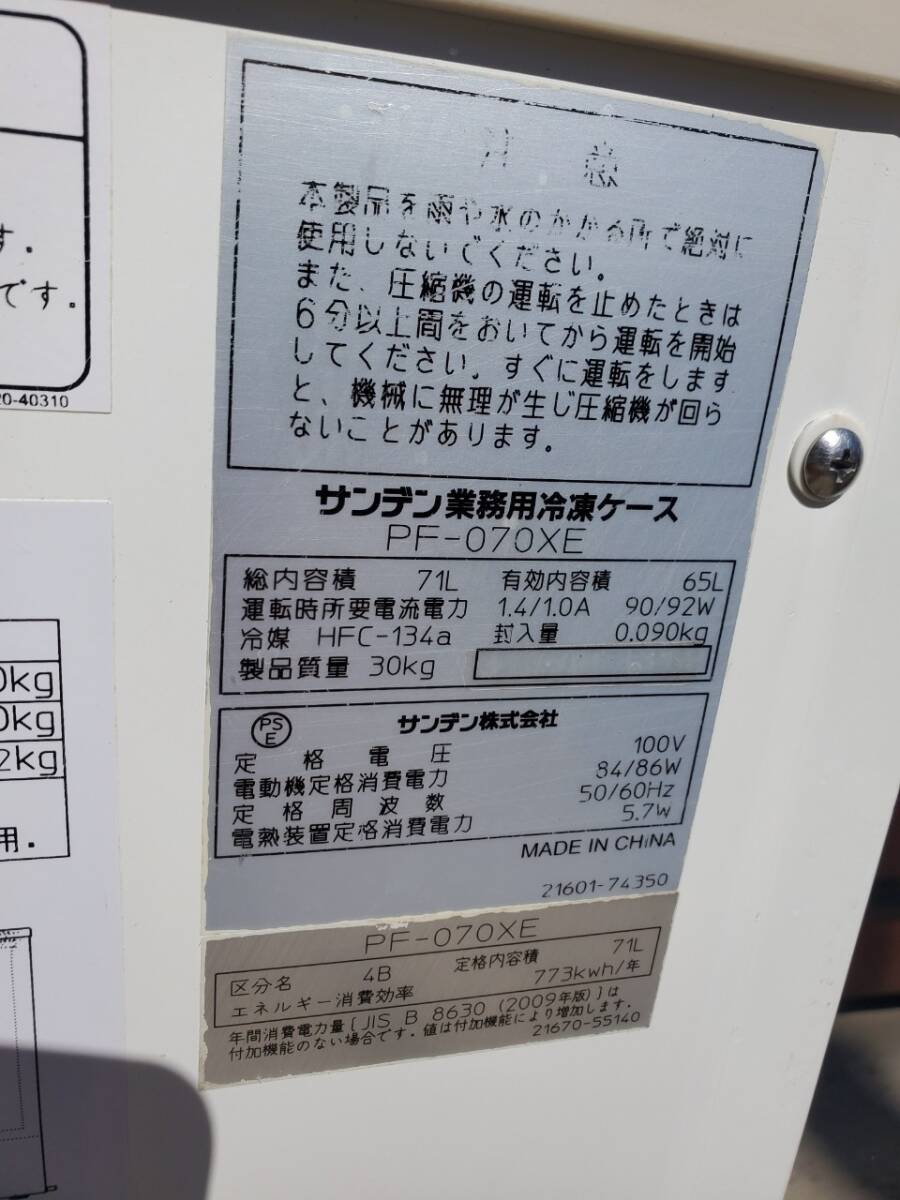 す.
です.
20-40310
注 意
本製品を雨や水のかかる所で絶対に
使用しないでください。
また、圧縮機の運転を止めたときは
6分以上間をおいてから運転を開始
してください。すぐに運転をします
と、機械に無理が生じ圧縮機が回ら
ないことがあります。
サンデン業務用冷凍ケース
PF-070XE
総内容積 71L 有効内容積 65L
運転時所要電流電力 1.4/1.0A 90/92W
冷媒 HFC-134a 封入量 0.090kg
製品質量 30kg
PSE サンデン株式会社
定格電圧 100V
電動機定格消費電力 84/86W
定格周波数 50/60Hz
電熱装置定格消費電力 5.7W
MADE IN CHINA
21601-74350
PF-070XE
区分名 4B 定格内容積 71L
エネルギー消費効率 773kwh/年
年間消費電力量[JIS B 8630 (2009年版)]は
付加機能のない場合です.値は付加機能により増加します.
21670-55140
0kg
0kg
2kg
用.